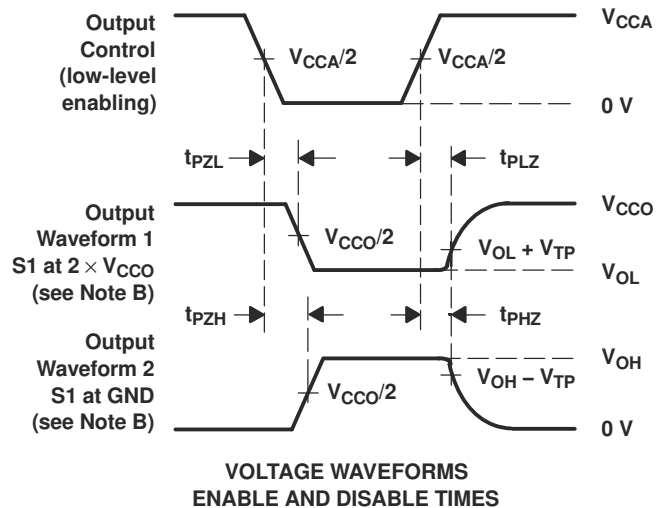 Output
Control
(low-level
enabling)
VCCA/2
VCCA/2
VCCA
0 V
tPZL
tPLZ
Output
Waveform 1
S1 at 2 × VCCO
(see Note B)
VCCO/2
VCCO
VOL + VTP
VOL
tPZH
tPHZ
Output
Waveform 2
S1 at GND
(see Note B)
VCCO/2
VOH
VOH − VTP
0 V
VOLTAGE WAVEFORMS
ENABLE AND DISABLE TIMES